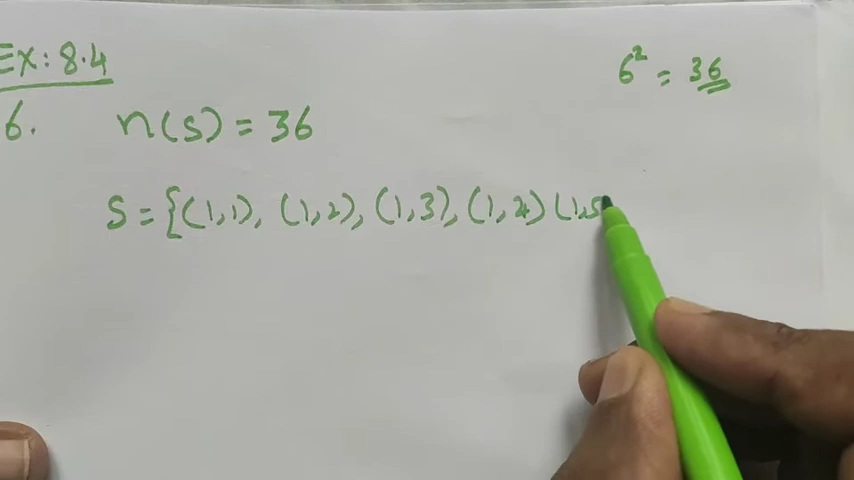 Ex: 8.4
6² = 36
6. n(s) = 36
S = {(1,1), (1,2), (1,3), (1,4) (1,5